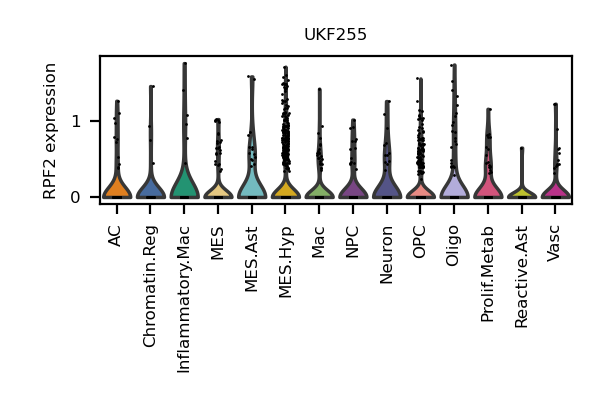 UKF255
RPF2 expression
1
0
AC
Chromatin.Reg
Inflammatory.Mac
MES
MES.Ast
MES.Hyp
Mac
NPC
Neuron
OPC
Oligo
Prolif.Metab
Reactive.Ast
Vasc